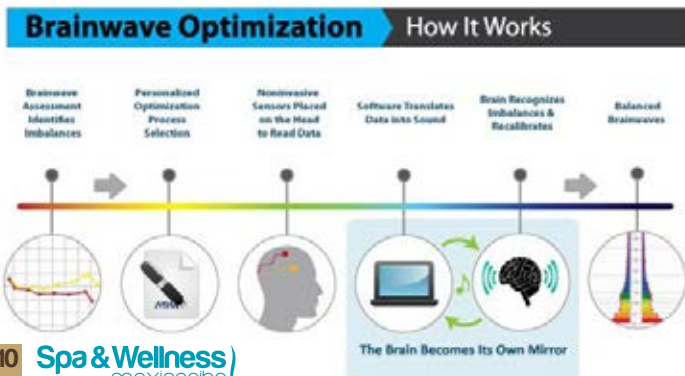 Brainwave Optimization How It Works
Brainwave
Assessment
Identifies
Imbalances
Personalized
Optimization
Process
Selection
Noninvasive
Sensors Placed
on the Head
to Read Data
Software Translates
Data into Sound
Brain Recognizes
Imbalances &
Recalibrates
Balanced
Brainwaves
The Brain Becomes Its Own Mirror
10 Spa & Wellness)